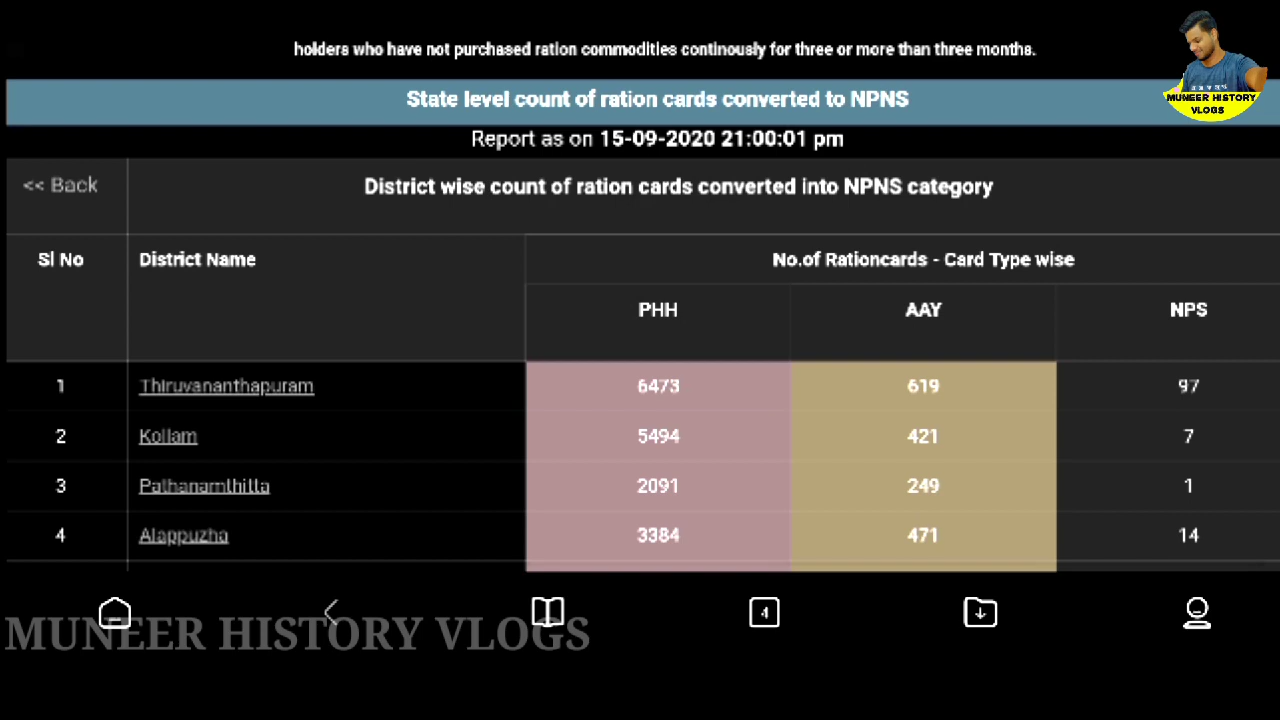 holders who have not purchased ration commodities continously for three or more than three months.
State level count of ration cards converted to NPNS
Report as on 15-09-2020 21:00:01 pm
<< Back District wise count of ration cards converted into NPNS category
Sl No District Name No.of Rationcards - Card Type wise
PHH AAY NPS
1 Thiruvananthapuram 6473 619 97
2 Kollam 5494 421 7
3 Pathanamthitta 2091 249 1
4 Alappuzha 3384 471 14
4
MUNEER HISTORY VLOGS
MUNEER HISTORY
VLOGS